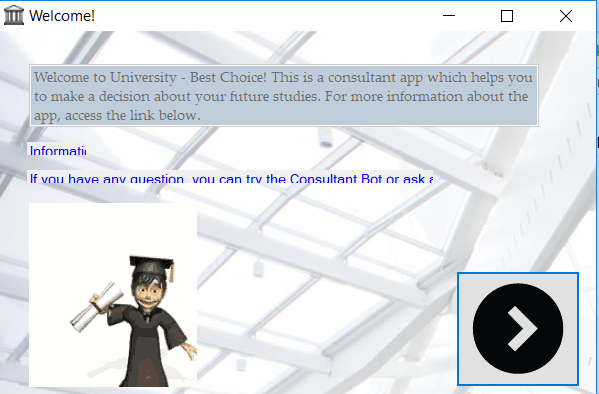 Welcome!
Welcome to University - Best Choice! This is a consultant app which helps you
to make a decision about your future studies. For more information about the
app, access the link below.
If you have any question, you can try the Consultant Bot or ask